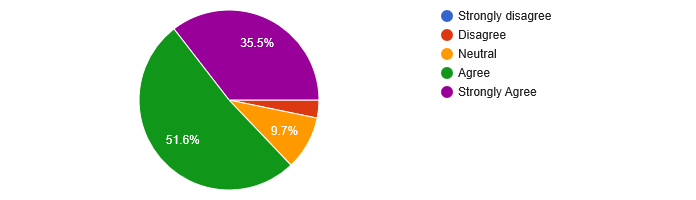 35.5%
9.7%
51.6%
Strongly disagree
Disagree
Neutral
Agree
Strongly Agree